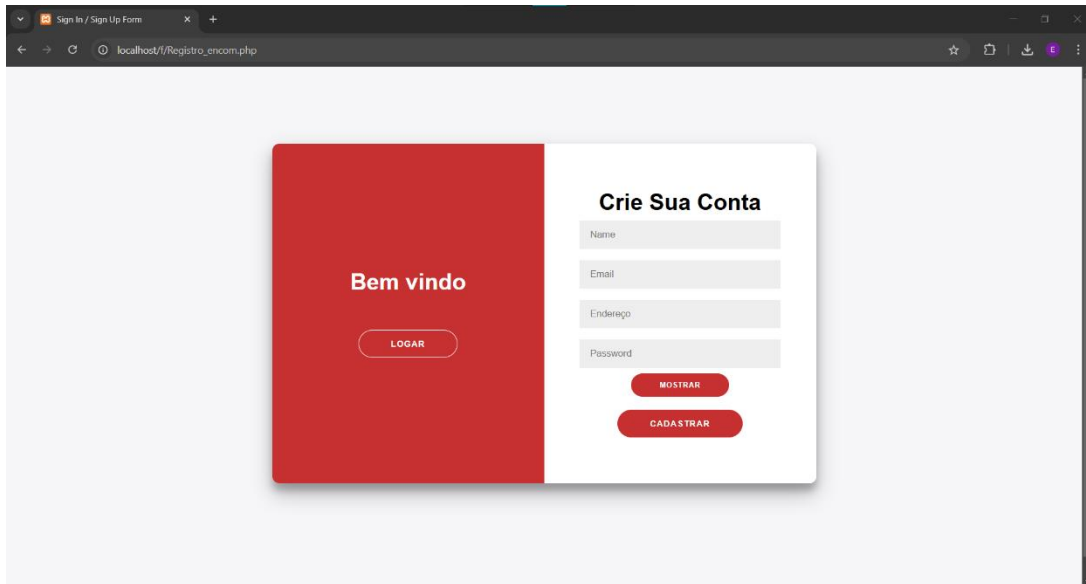 Sign In / Sign Up Form
localhost/f/Registro_encom.php
E
Bem vindo
LOGAR
Crie Sua Conta
Name
Email
Endereço
Password
MOSTRAR
CADASTRAR